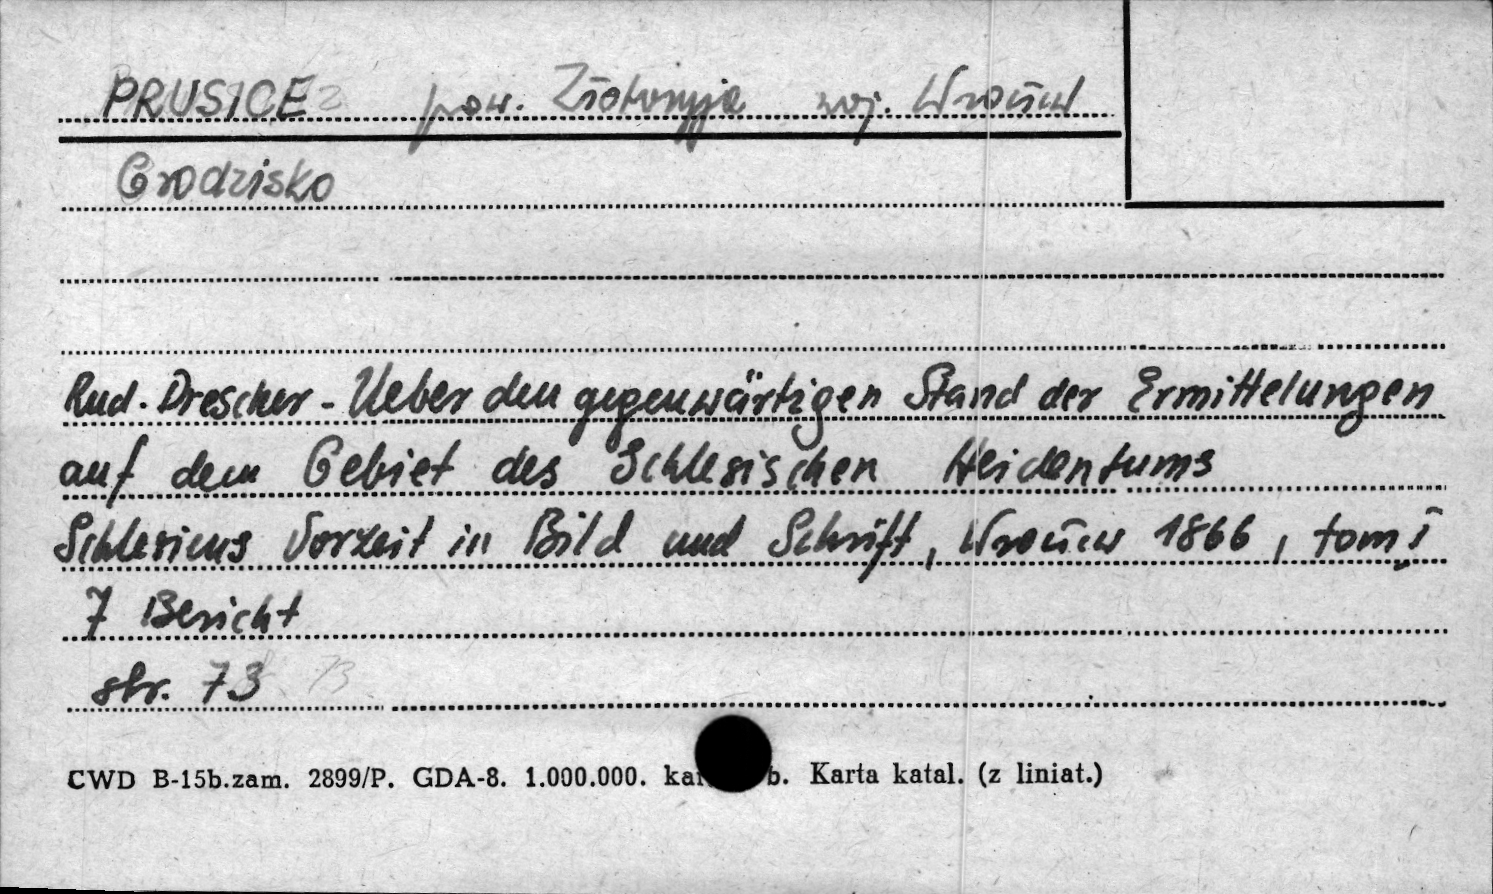 PRUSICE pow. Złotoryja woj. Wrocław
Grodzisko
Rud. Drescher - Ueber den gegenwärtigen Stand der Ermittelungen
auf dem Gebiet des Schlesischen Heidentums
Schlesiens Vorzeit in Bild und Schrift, Wrocław 1866, tom I
7 Bericht
str. 73 73
CWD B-15b.zam. 2899/P. GDA-8. 1.000.000. b. Karta katal. (z liniat.)